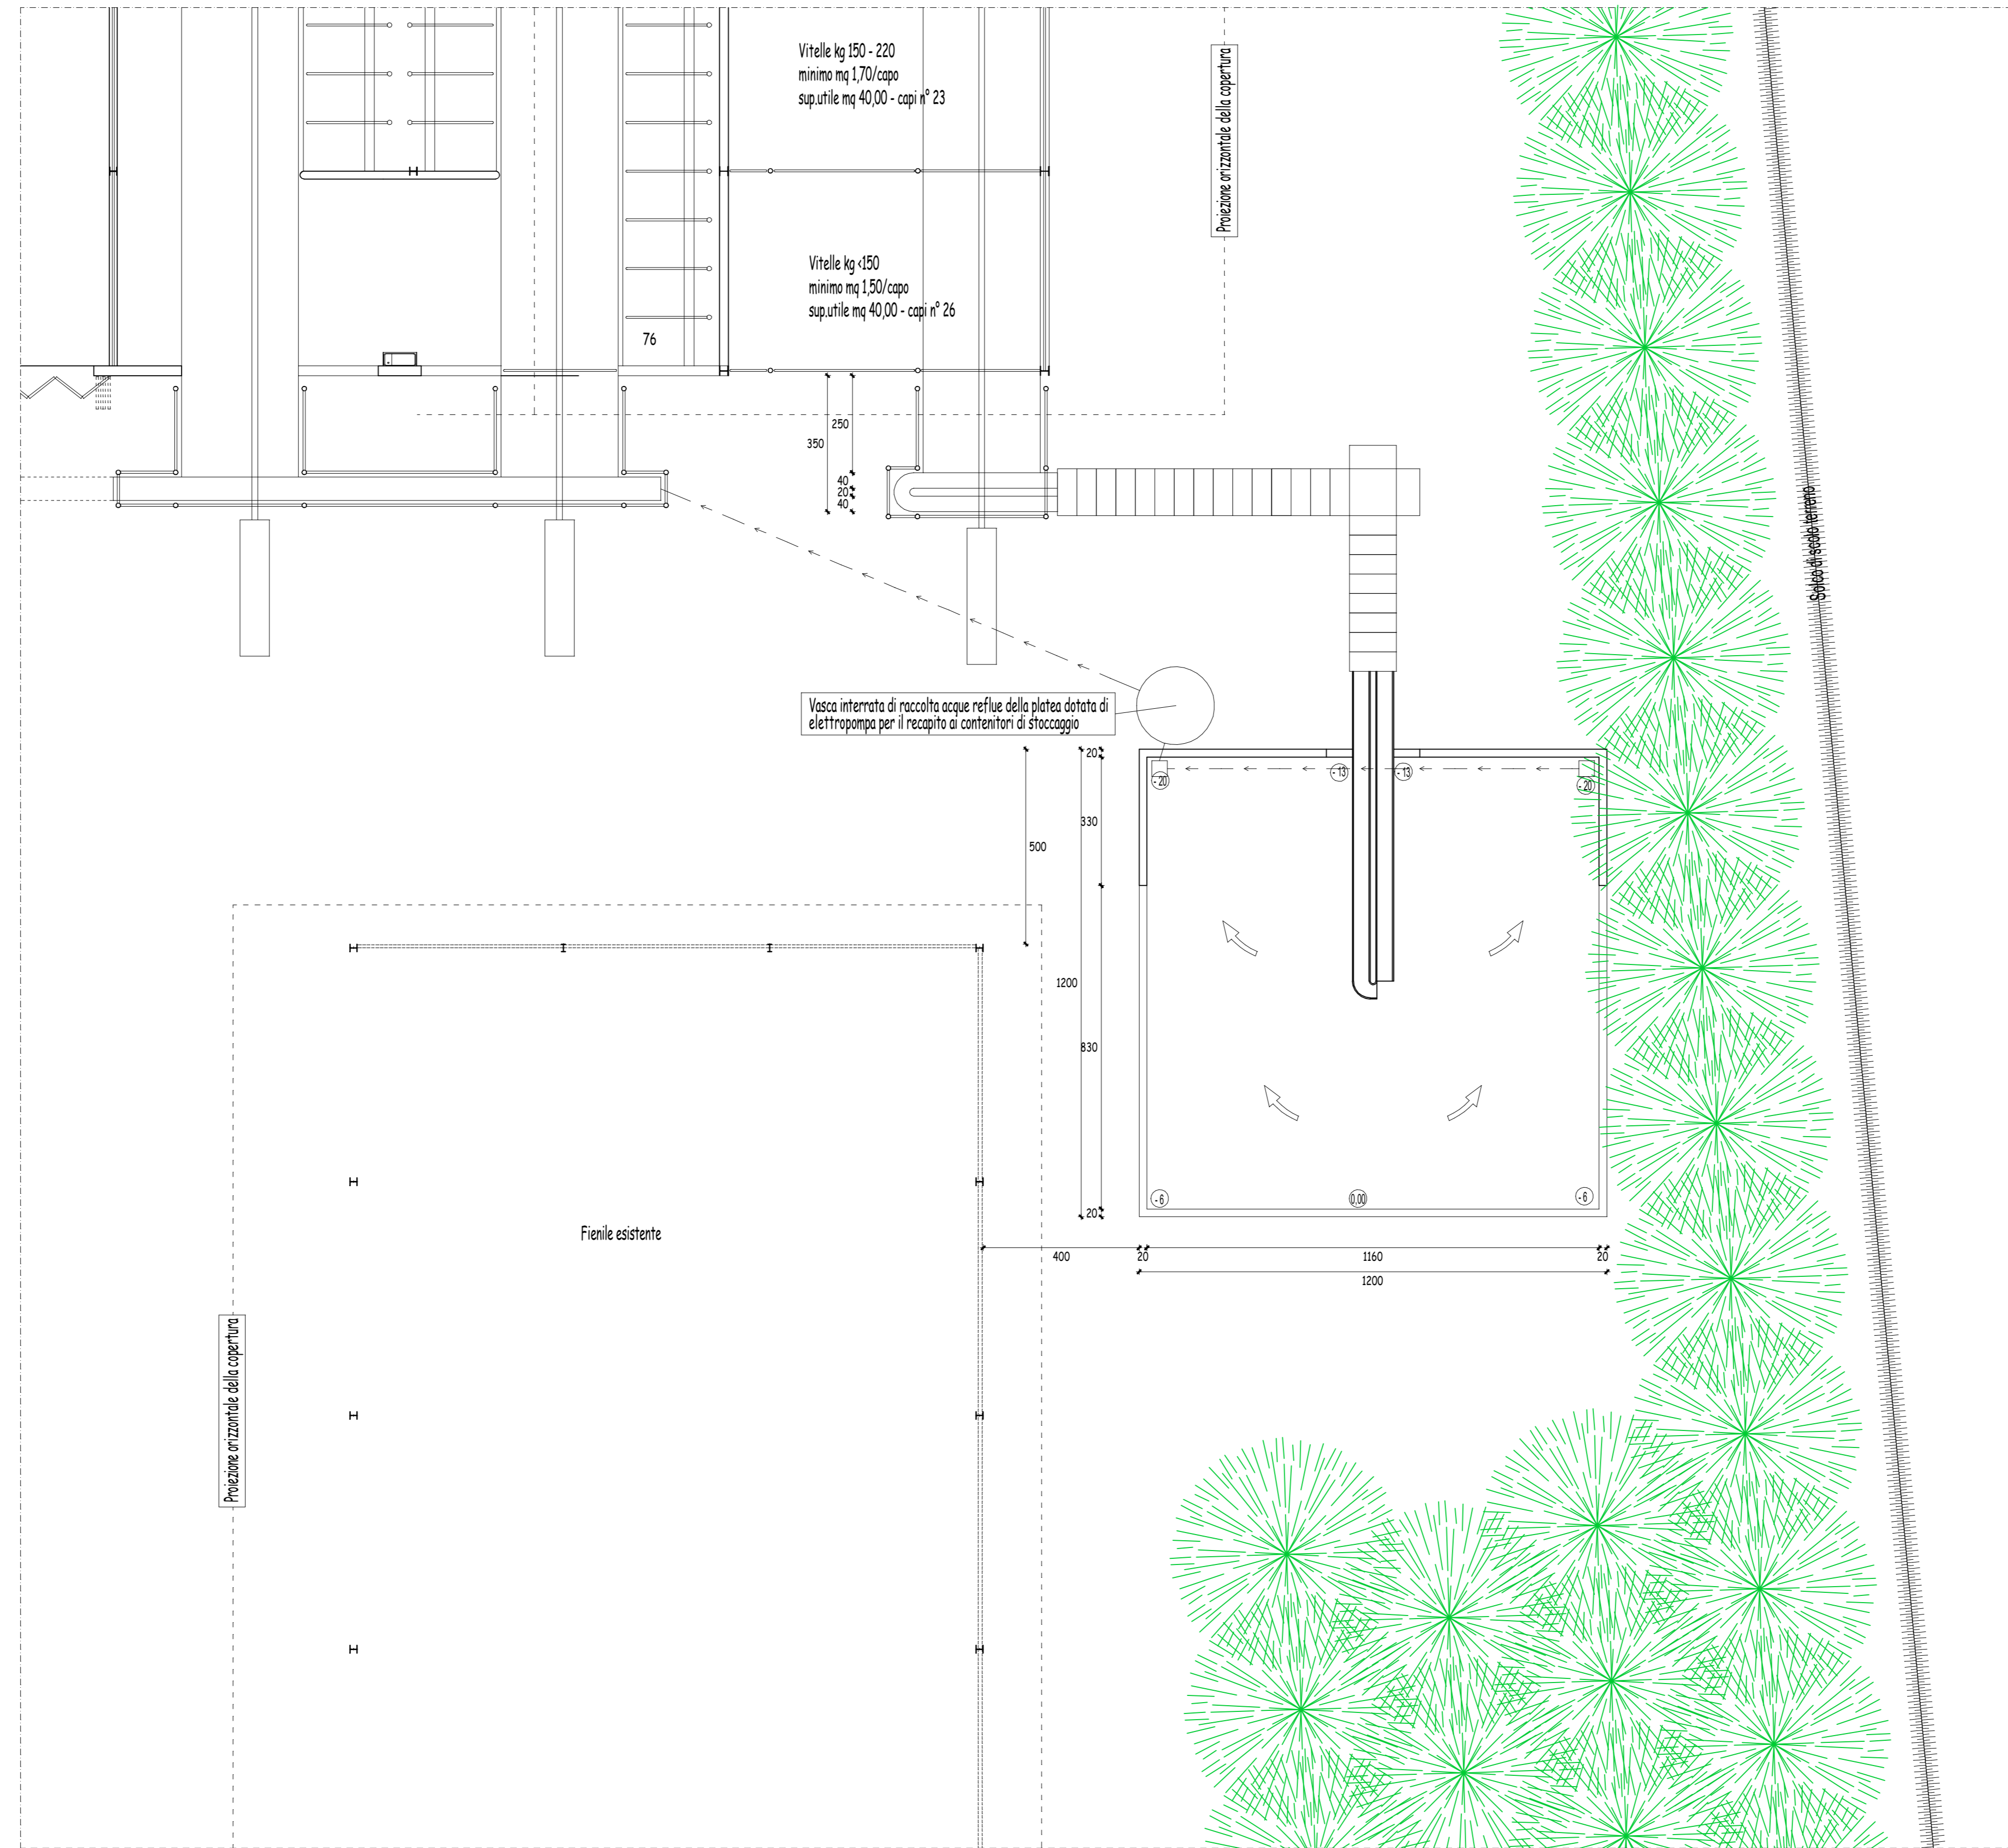 Vitelle kg 150 - 220
minimo mq 1,70/capo
sup.utile mq 40,00 - capi n° 23
Proiezione orizzontale della copertura
Vitelle kg <150
minimo mq 1,50/capo
sup.utile mq 40,00 - capi n° 26
76
250
350
40
20
40
Solco di scolo terreno
Vasca interrata di raccolta acque reflue della platea dotata di
elettropompa per il recapito ai contenitori di stoccaggio
20
- 13
- 13
- 20
- 20
330
500
1200
830
- 6
0,00
- 6
20
Fienile esistente
400
20
1160
20
1200
Proiezione orizzontale della copertura